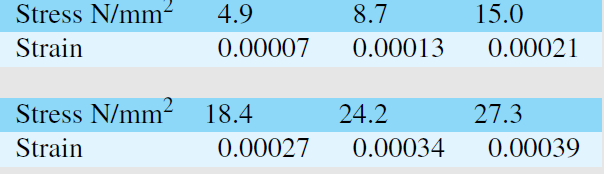 Stress N/mm² 4.9 8.7 15.0
Strain 0.00007 0.00013 0.00021
Stress N/mm² 18.4 24.2 27.3
Strain 0.00027 0.00034 0.00039